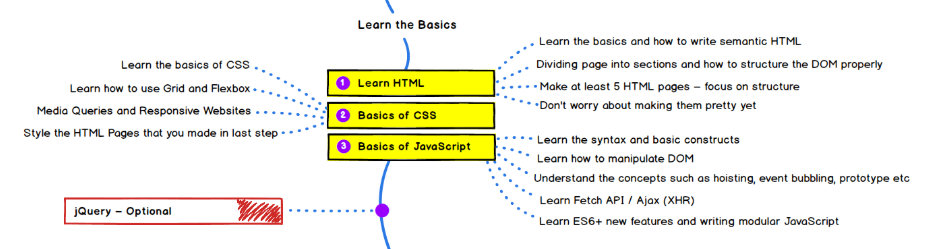 Learn the Basics
Learn the basics of CSS
Learn how to use Grid and Flexbox
Media Queries and Responsive Websites
Style the HTML Pages that you made in last step
1 Learn HTML
2 Basics of CSS
3 Basics of JavaScript
Learn the basics and how to write semantic HTML
Dividing page into sections and how to structure the DOM properly
Make at least 5 HTML pages – focus on structure
Don't worry about making them pretty yet
Learn the syntax and basic constructs
Learn how to manipulate DOM
Understand the concepts such as hoisting, event bubbling, prototype etc
Learn Fetch API / Ajax (XHR)
Learn ES6+ new features and writing modular JavaScript
jQuery – Optional